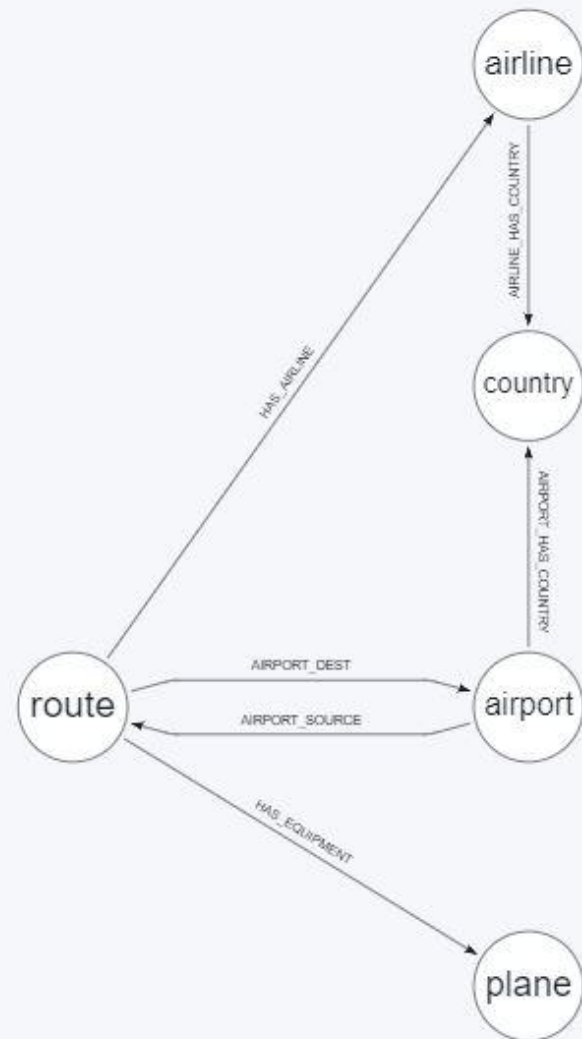 airline
AIRLINE_HAS_COUNTRY
HAS_AIRLINE
country
AIRPORT_HAS_COUNTRY
route
AIRPORT_DEST
AIRPORT_SOURCE
airport
HAS_EQUIPMENT
plane